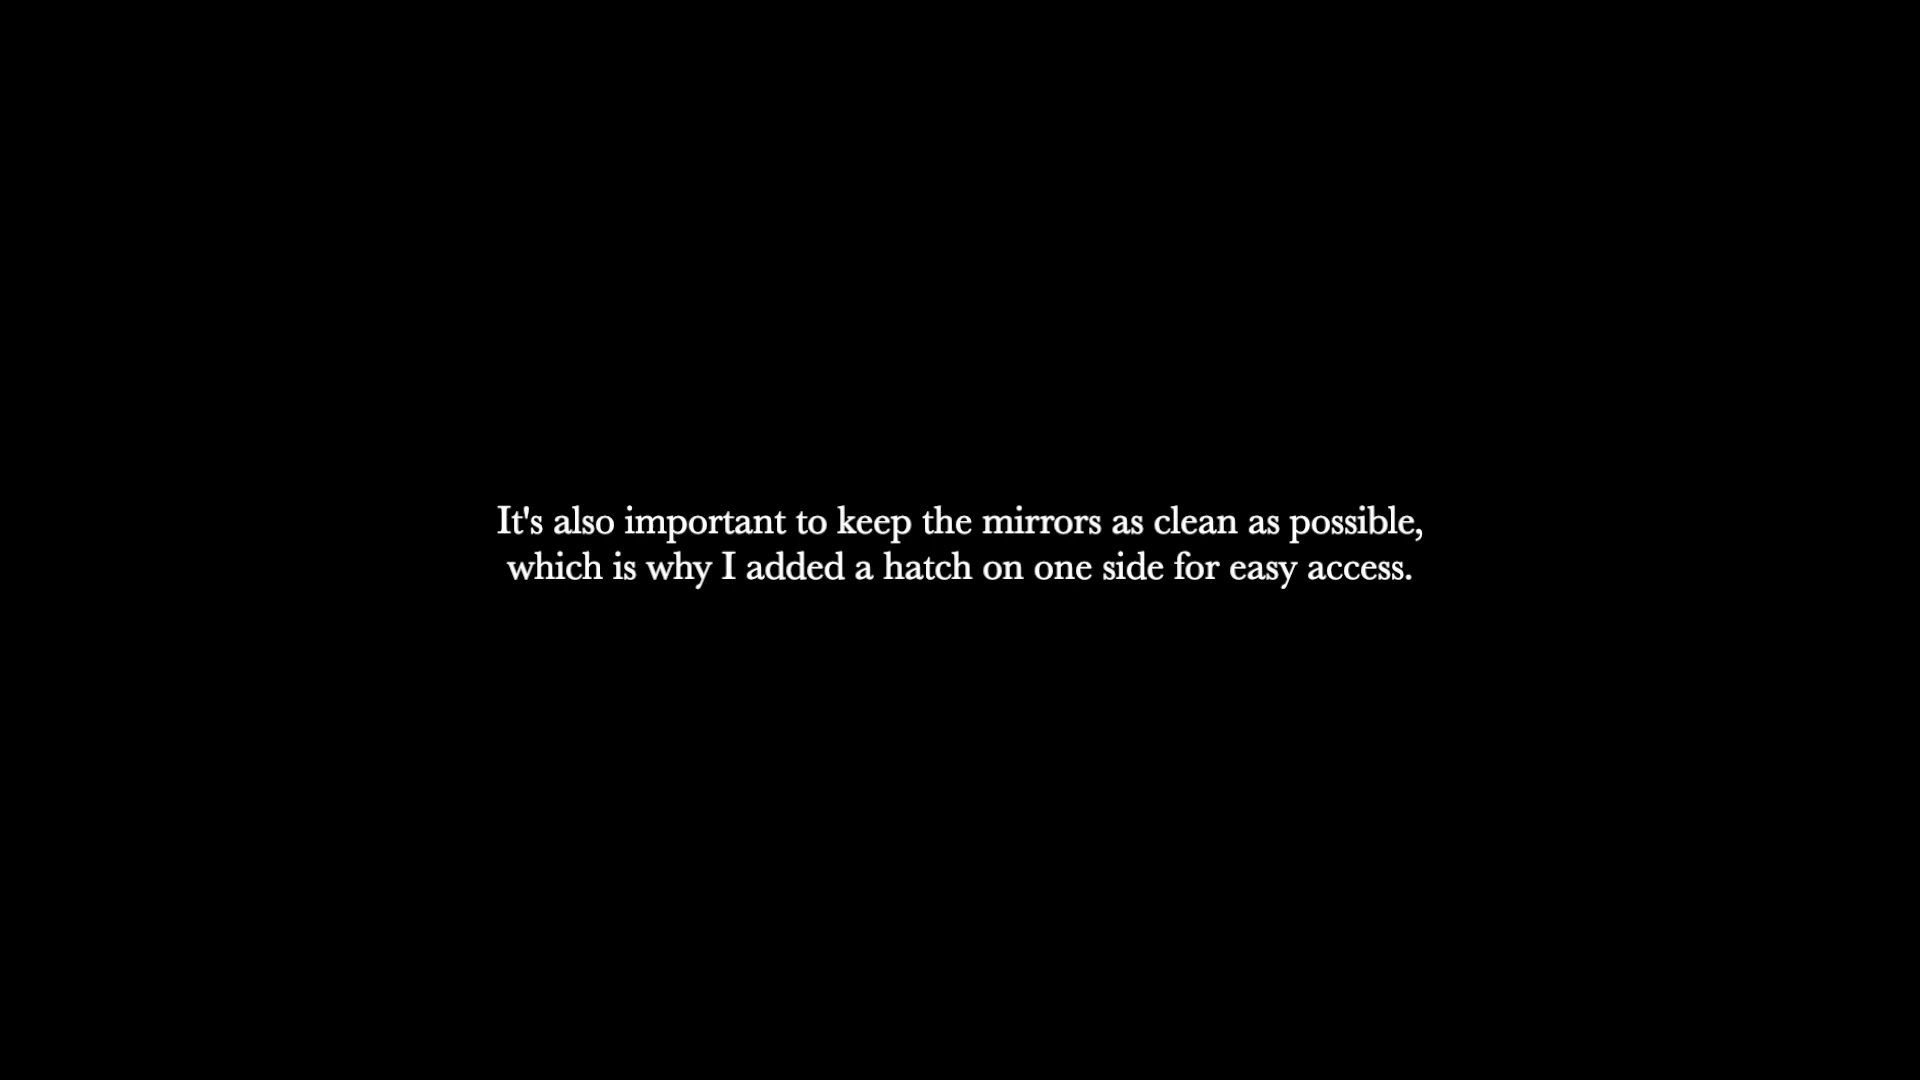 It's also important to keep the mirrors as clean as possible,
which is why I added a hatch on one side for easy access.